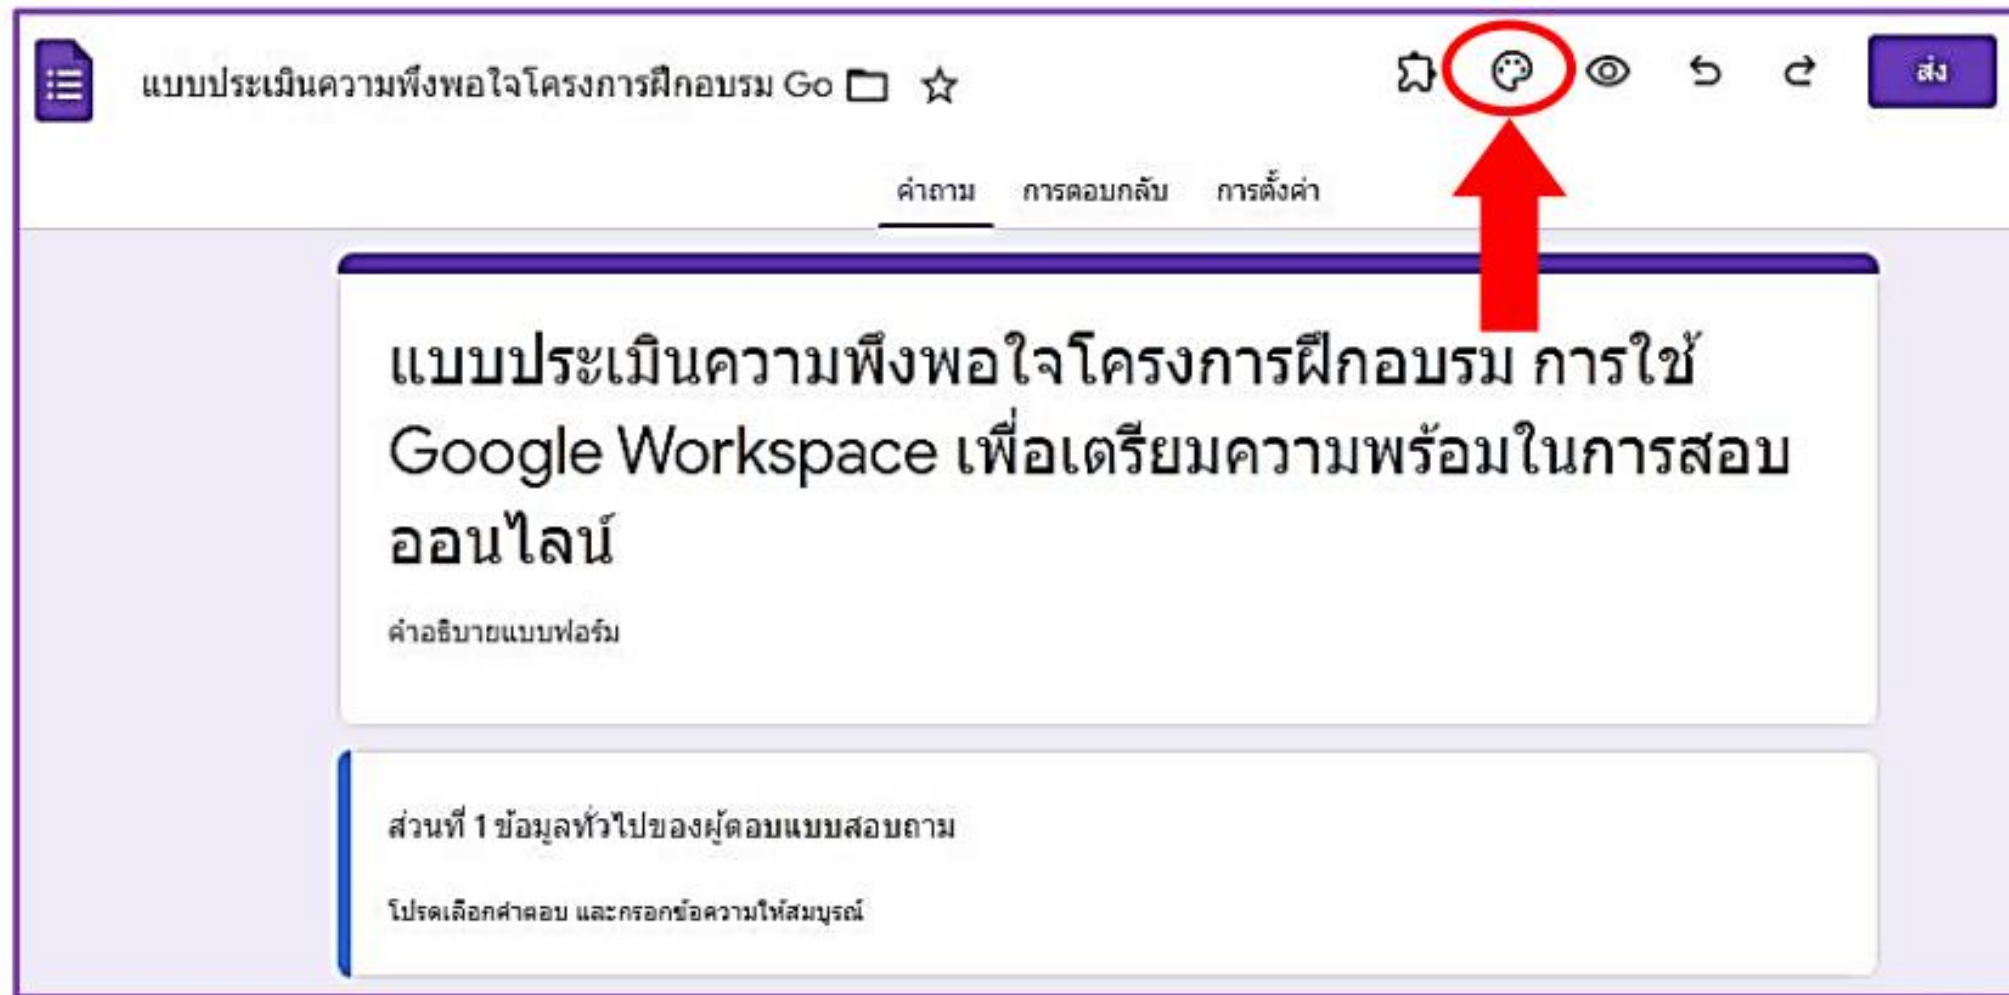 แบบประเมินความพึงพอใจโครงการฝึกอบรม Go
ส่ง
คำถาม การตอบกลับ การตั้งค่า
แบบประเมินความพึงพอใจโครงการฝึกอบรม การใช้
Google Workspace เพื่อเตรียมความพร้อมในการสอบ
ออนไลน์
คำอธิบายแบบฟอร์ม
ส่วนที่ 1 ข้อมูลทั่วไปของผู้ตอบแบบสอบถาม
โปรดเลือกคำตอบ และกรอกข้อความให้สมบูรณ์